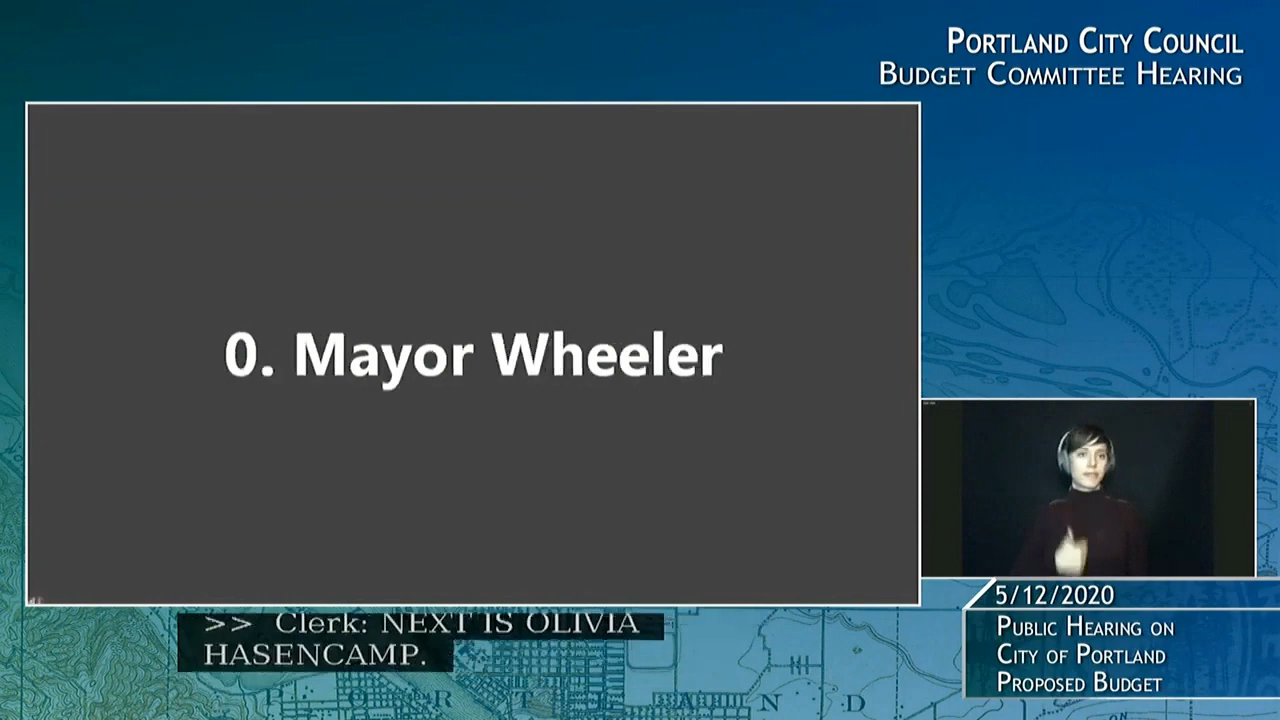 PORTLAND CITY COUNCIL
BUDGET COMMITTEE HEARING
0. Mayor Wheeler
>> Clerk: NEXT IS OLIVIA
HASENCAMP.
5/12/2020
PUBLIC HEARING ON
CITY OF PORTLAND
PROPOSED BUDGET
P O R T L A N D
ON